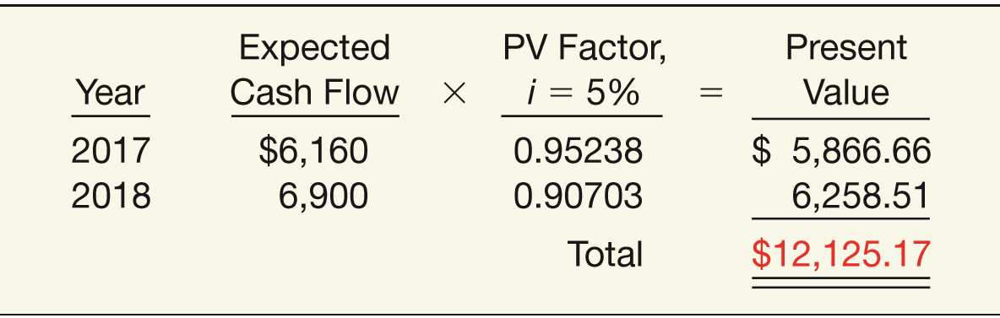 Expected PV Factor, Present
Year Cash Flow × i = 5% = Value
2017 $6,160 0.95238 $ 5,866.66
2018 6,900 0.90703 6,258.51
Total $12,125.17